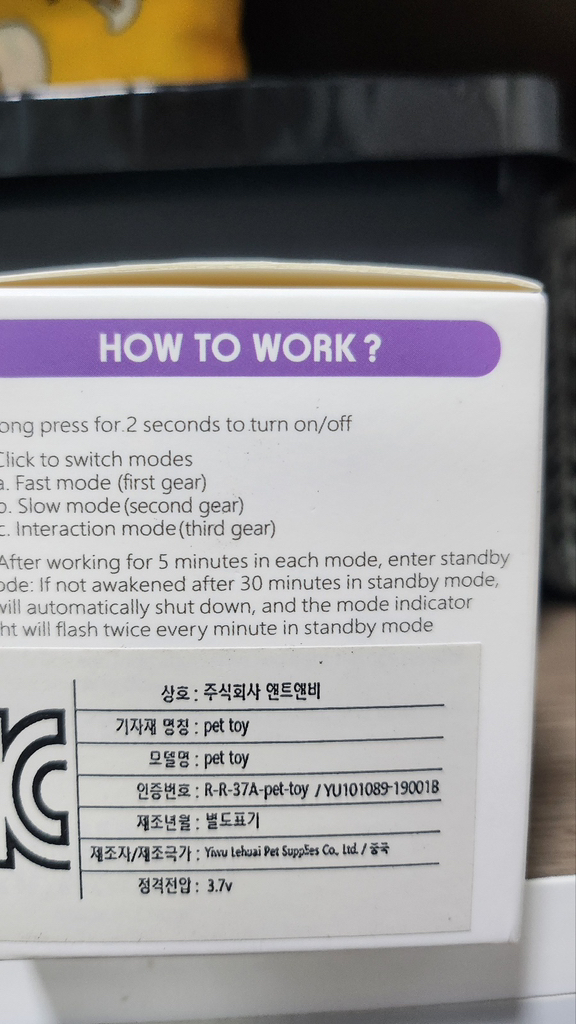 HOW TO WORK ?
ong press for 2 seconds to turn on/off
Click to switch modes
a. Fast mode (first gear)
b. Slow mode (second gear)
c. Interaction mode (third gear)
After working for 5 minutes in each mode, enter standby
ode: If not awakened after 30 minutes in standby mode,
will automatically shut down, and the mode indicator
ht will flash twice every minute in standby mode
상호 : 주식회사 앤트앤비
기자재 명칭 : pet toy
모델명 : pet toy
인증번호 : R-R-37A-pet-toy / YU101089-19001B
제조년월 : 별도표기
제조자/제조국가 : Yiwu Lehuai Pet Supplies Co., Ltd. / 중국
정격전압 : 3.7v